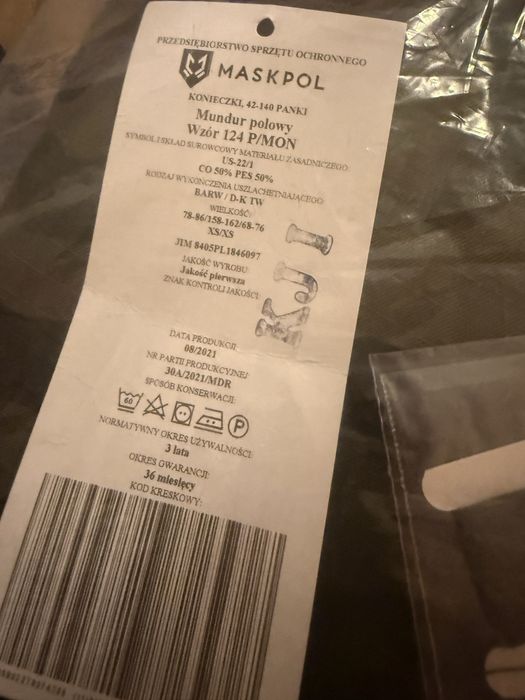 PRZEDSIĘBIORSTWO SPRZĘTU OCHRONNEGO
MASKPOL
KONIECZKI, 42-140 PANKI
Mundur polowy
Wzór 124 P/MON
SYMBOL I SKŁAD SUROWCOWY MATERIAŁU ZASADNICZEGO
US-22/1
CO 50% PES 50%
RODZAJ WYKOŃCZENIA USZLACHETNIAJĄCEGO
BARW / D-K TW
WIELKOŚĆ:
78-86/158-162/68-76
XS/XS
JIM 8405PL1846097
JAKOŚĆ WYROBU:
Jakość pierwsza
ZNAK KONTROLI JAKOŚCI:
KJ 1
DATA PRODUKCJI:
08/2021
NR PARTII PRODUKCYJNEJ:
30A/2021/MDR
SPOSÓB KONSERWACJI:
60
P
NORMATYWNY OKRES UŻYWALNOŚCI:
3 lata
OKRES GWARANCJI:
36 miesięcy
KOD KRESKOWY: